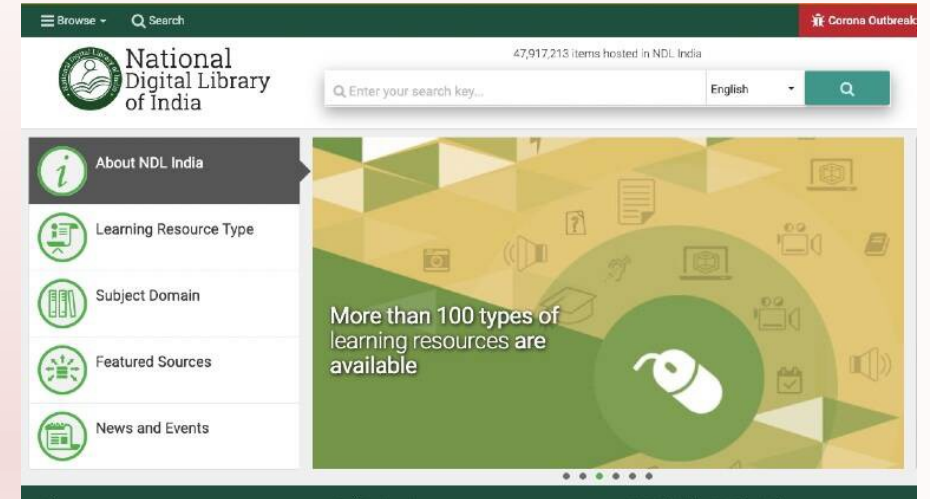 Browse
Search
Corona Outbreak
National
Digital Library
of India
47,917,213 items hosted in NDL India
Enter your search key...
English
About NDL India
Learning Resource Type
Subject Domain
Featured Sources
News and Events
More than 100 types of
learning resources are
available